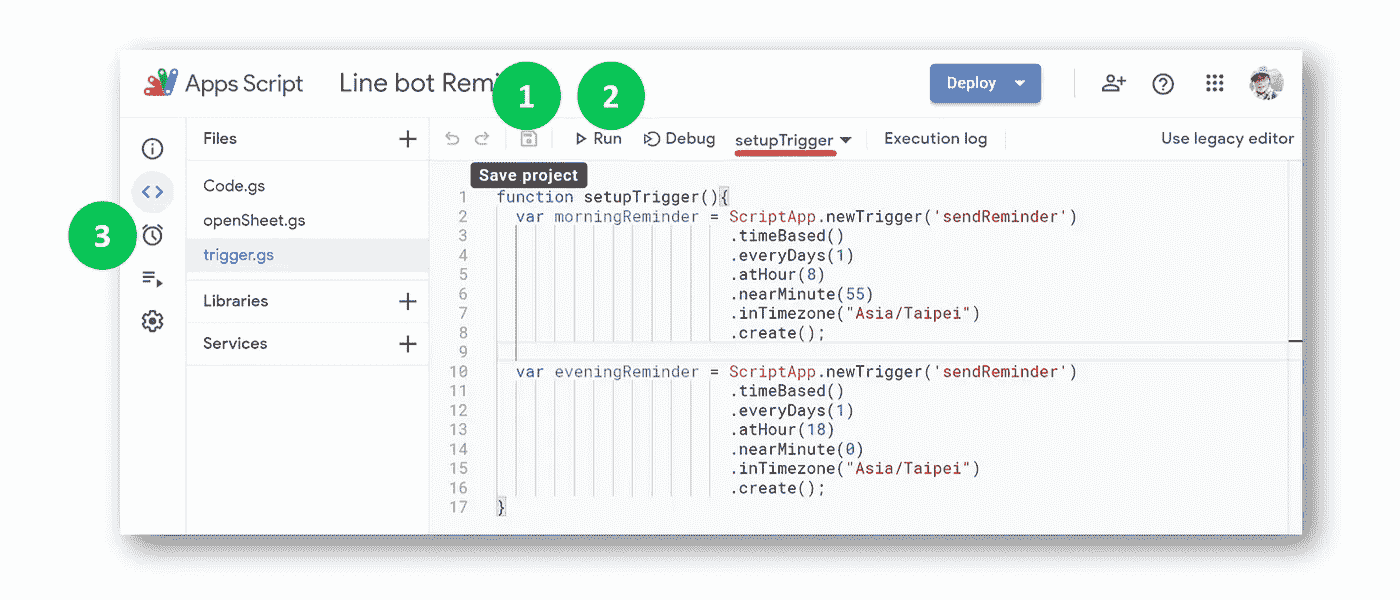 Apps Script
Line bot Remi
1
2
Deploy
Files
Run
Debug
setupTrigger
Execution log
Use legacy editor
Save project
Code.gs
openSheet.gs
trigger.gs
3
Libraries
Services
1 function setupTrigger(){
2 var morningReminder = ScriptApp.newTrigger('sendReminder')
3 .timeBased()
4 .everyDays(1)
5 .atHour(8)
6 .nearMinute(55)
7 .inTimezone("Asia/Taipei")
8 .create();
9
10 var eveningReminder = ScriptApp.newTrigger('sendReminder')
11 .timeBased()
12 .everyDays(1)
13 .atHour(18)
14 .nearMinute(0)
15 .inTimezone("Asia/Taipei")
16 .create();
17 }